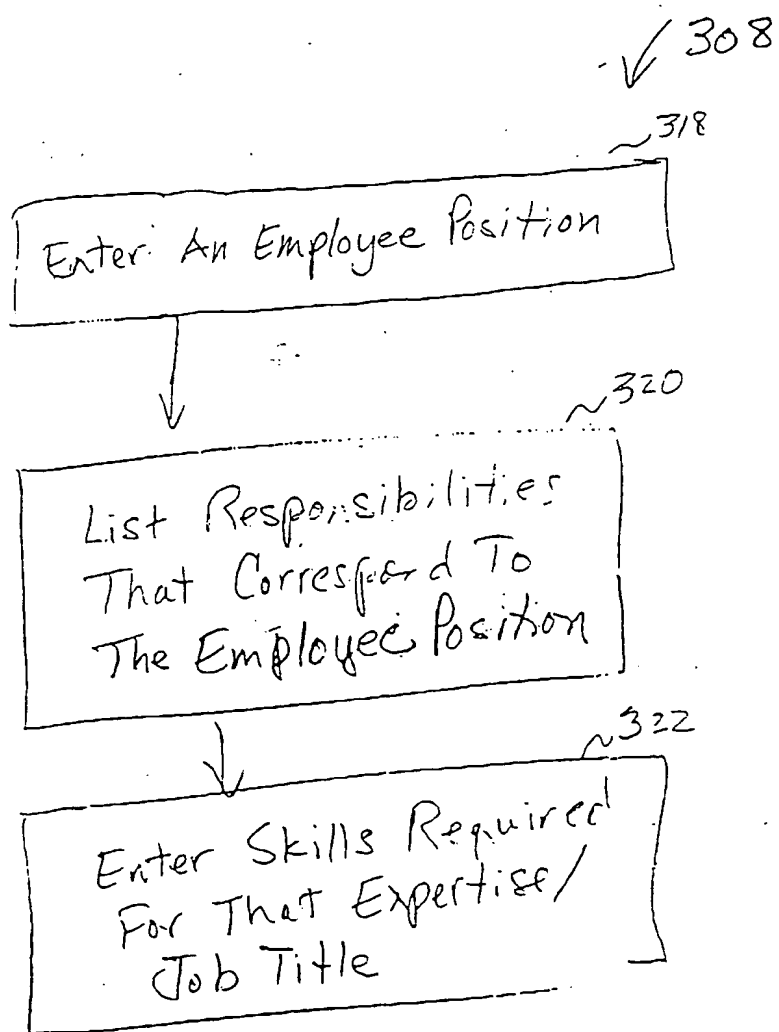 308
318
Enter An Employee Position
320
List Responsibilities
That Correspond To
The Employee Position
322
Enter Skills Required
For That Expertise/
Job Title